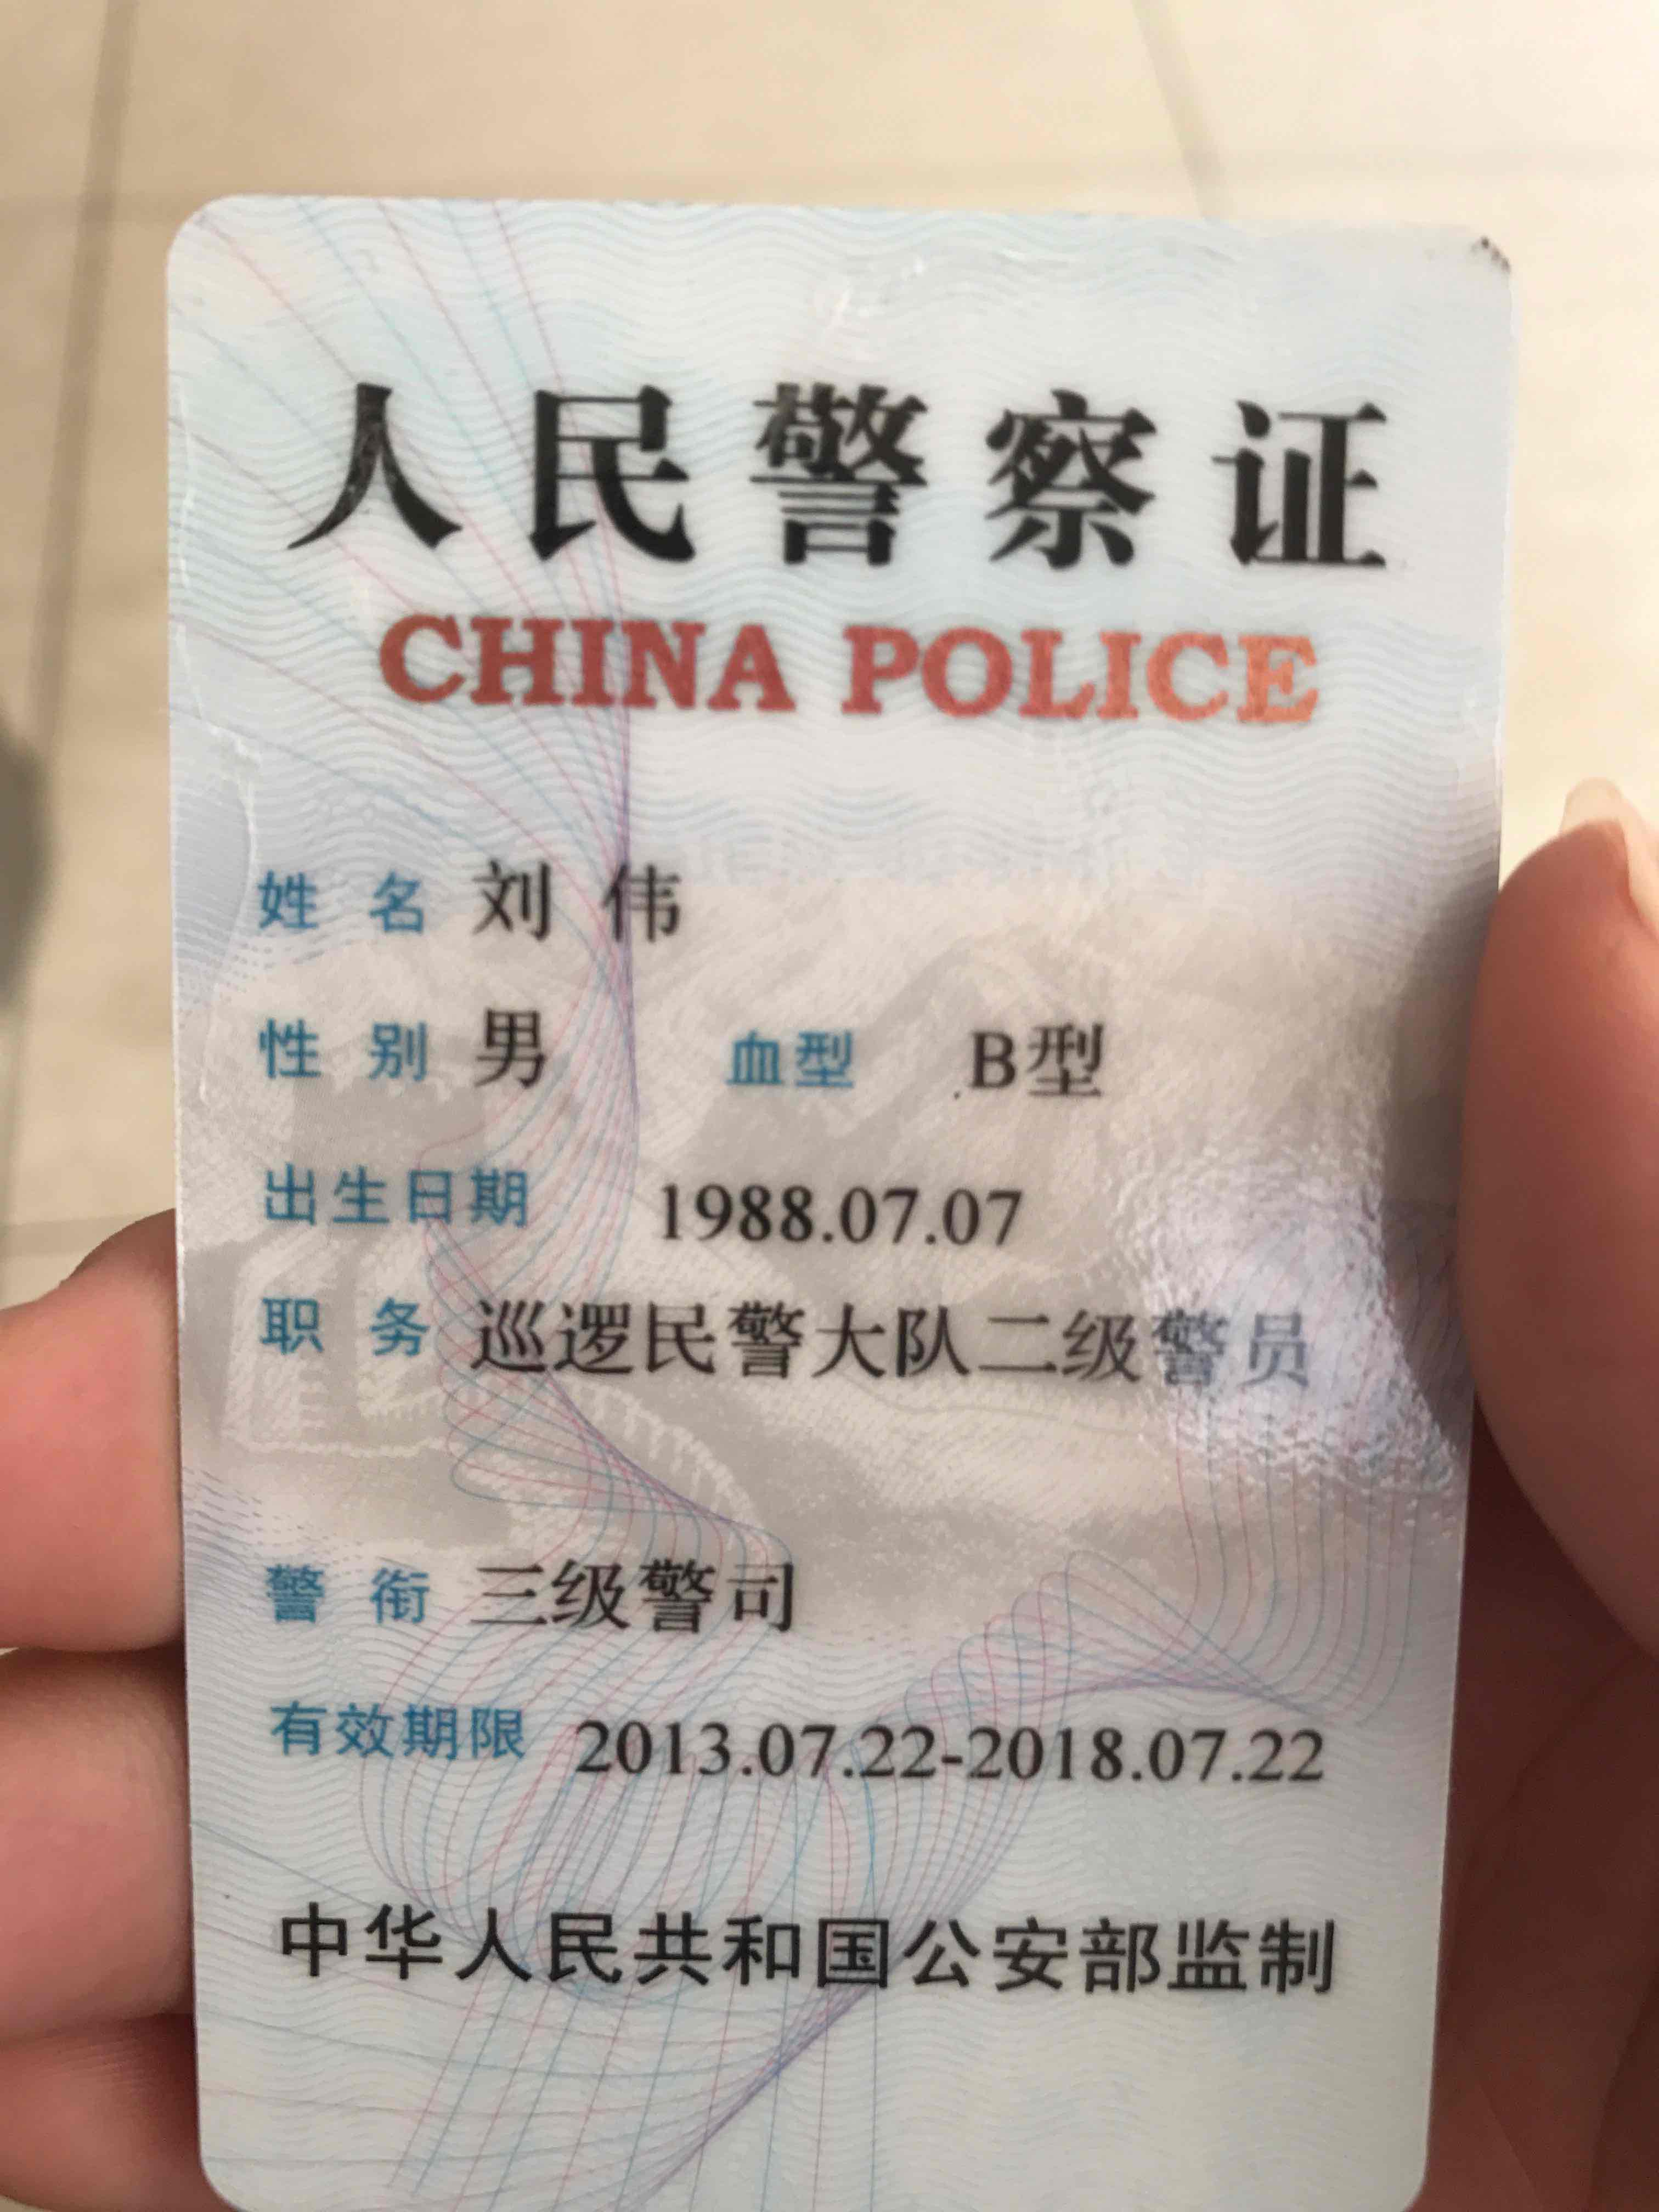 人民警察证
CHINA POLICE
姓名 刘伟
性别 男 血型 B型
出生日期 1988.07.07
职务 巡逻民警大队二级警员
警衔 三级警司
有效期限 2013.07.22-2018.07.22
中华人民共和国公安部监制